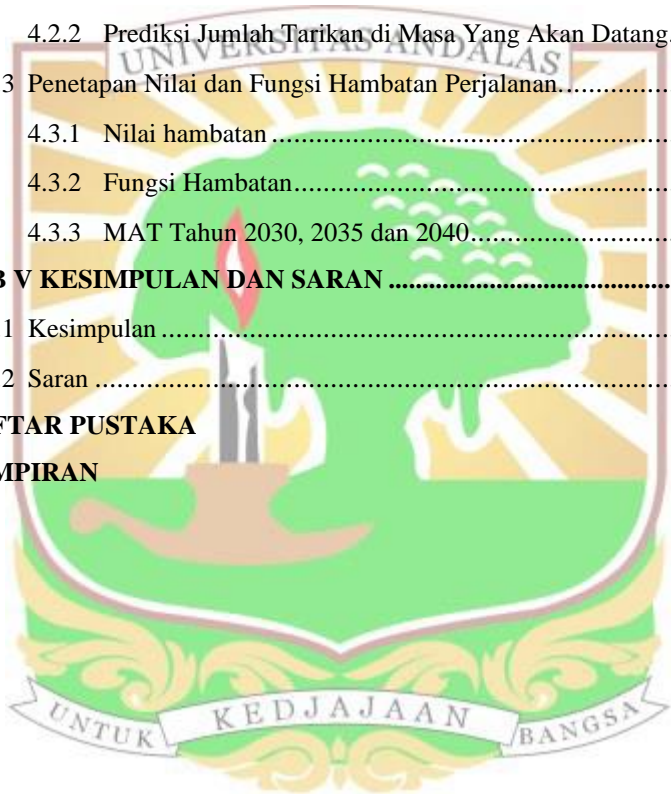 4.2.2 Prediksi Jumlah Tarikan di Masa Yang Akan Datang.
UNIVERSITAS ANDALAS
3 Penetapan Nilai dan Fungsi Hambatan Perjalanan..............
4.3.1 Nilai hambatan..............
4.3.2 Fungsi Hambatan..............
4.3.3 MAT Tahun 2030, 2035 dan 2040..............
B V KESIMPULAN DAN SARAN..............
1 Kesimpulan..............
2 Saran..............
FTAR PUSTAKA
MPIRAN
UNTUK KEDJAJAAN BANGSA